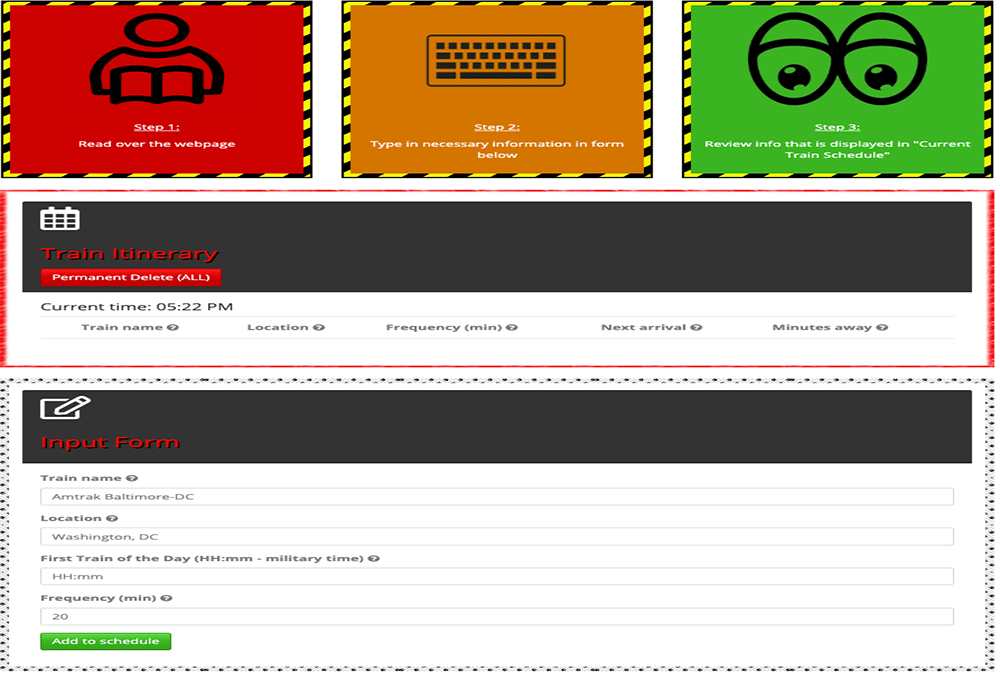 Step 1:
Read over the webpage
Step 2:
Type in necessary information in form
below
Step 3:
Review info that is displayed in "Current
Train Schedule"
Train Itinerary
Permanent Delete (ALL)
Current time: 05:22 PM
Train name Location Frequency (min) Next arrival Minutes away
Input Form
Train name
Amtrak Baltimore-DC
Location
Washington, DC
First Train of the Day (HH:mm - military time)
HH:mm
Frequency (min)
20
Add to schedule